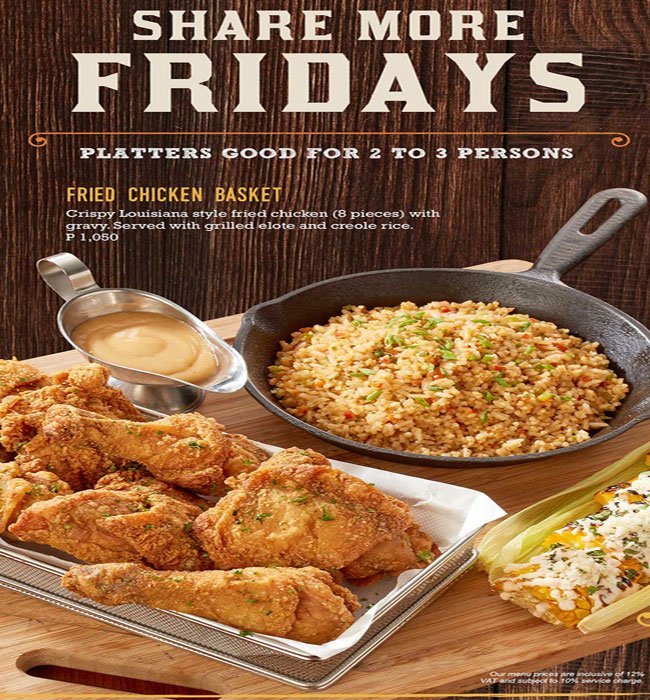 SHARE MORE
FRIDAYS
PLATTERS GOOD FOR 2 TO 3 PERSONS
FRIED CHICKEN BASKET
Crispy Louisiana style fried chicken (8 pieces) with
gravy. Served with grilled elote and creole rice.
P 1,050
Our menu prices are inclusive of 12%
VAT and subject to 10% service charge.